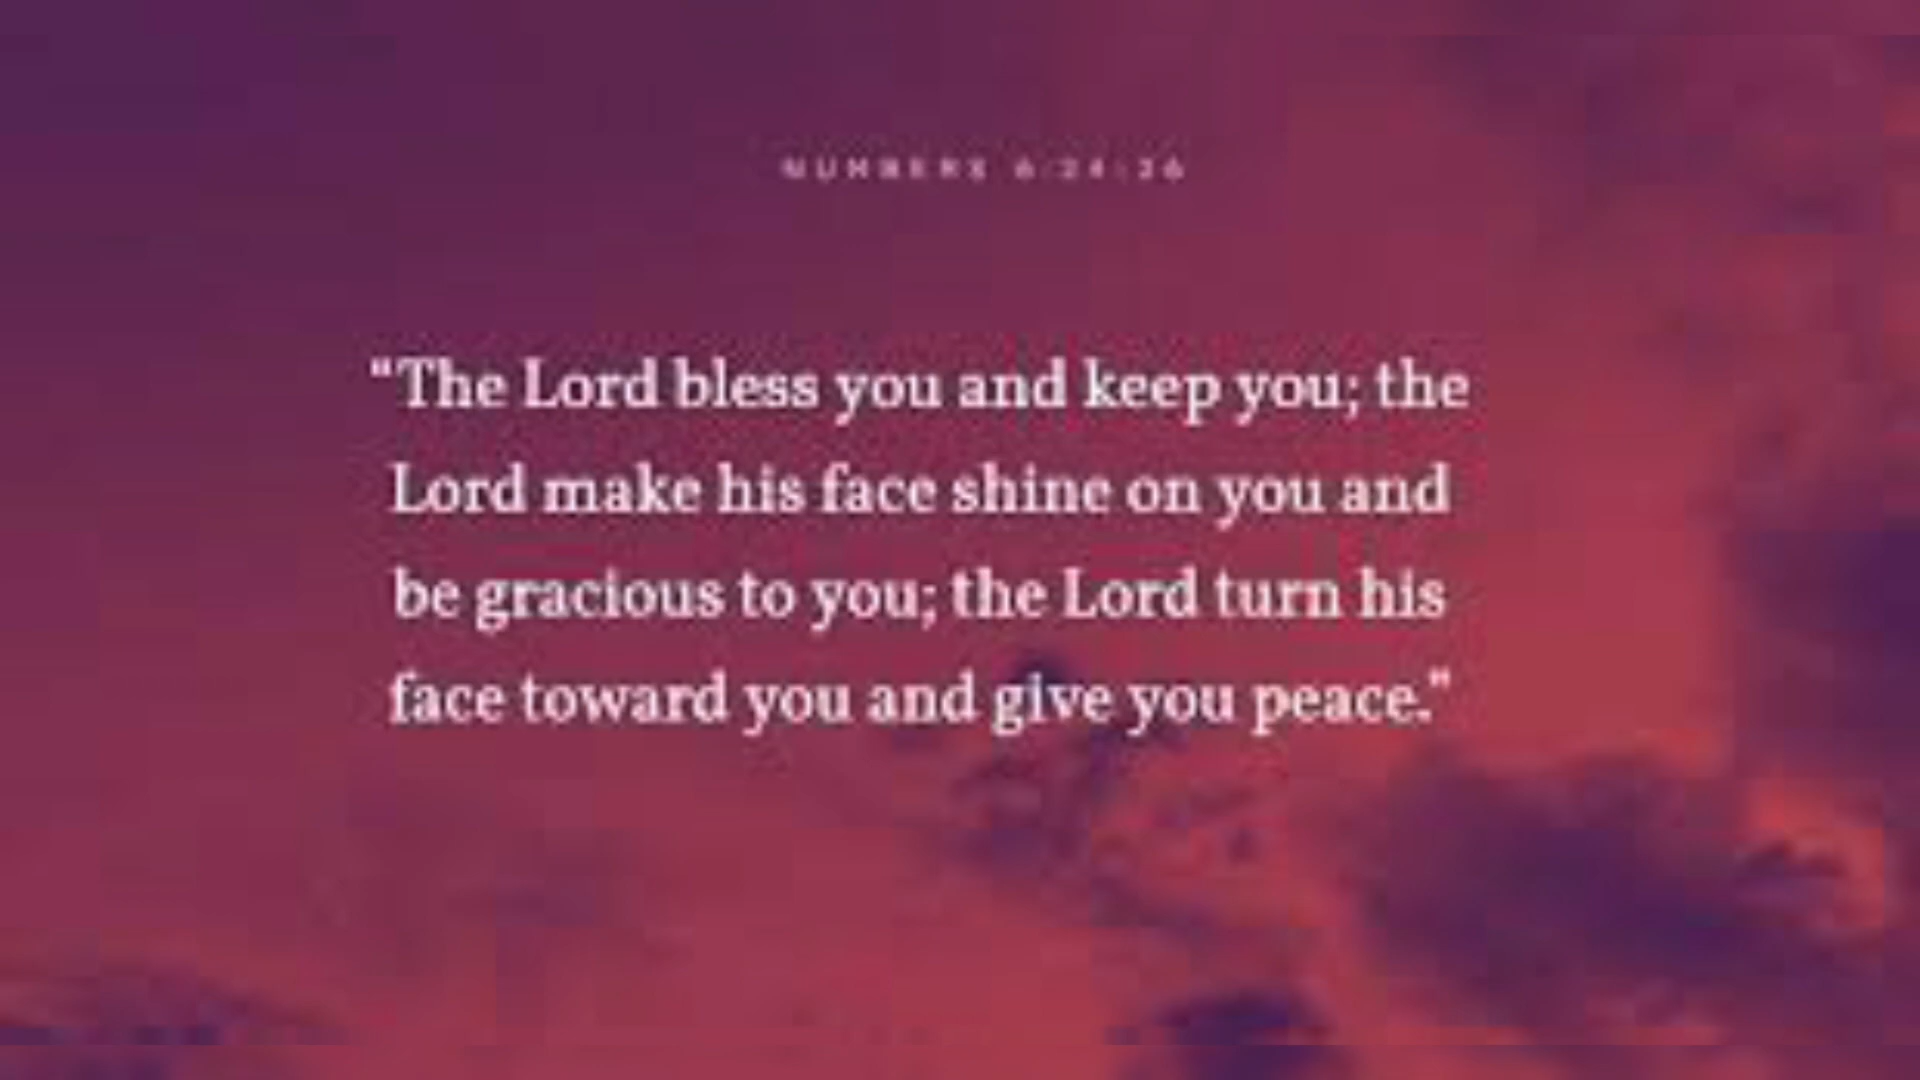 NUMBERS 6:24-26
“The Lord bless you and keep you; the
Lord make his face shine on you and
be gracious to you; the Lord turn his
face toward you and give you peace.”